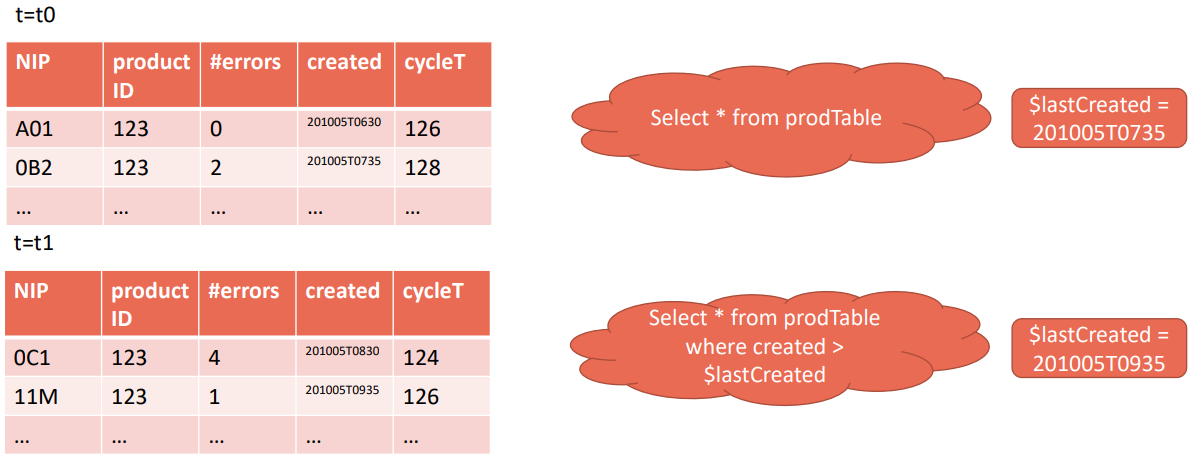 t=t0
NIP product #errors created cycleT
ID
A01 123 0 201005T0630 126
0B2 123 2 201005T0735 128
... ... ... ... ...
Select * from prodTable
$lastCreated =
201005T0735
t=t1
NIP product #errors created cycleT
ID
0C1 123 4 201005T0830 124
11M 123 1 201005T0935 126
... ... ... ... ...
Select * from prodTable
where created >
$lastCreated
$lastCreated =
201005T0935